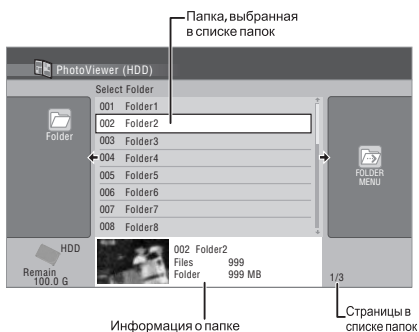 Папка, выбранная
в списке папок
PhotoViewer (HDD)
Select Folder
Folder
001 Folder1
002 Folder2
003 Folder3
004 Folder4
005 Folder5
006 Folder6
007 Folder7
008 Folder8
FOLDER
MENU
HDD
Remain
100.0 G
002 Folder2
Files 999
Folder 999 MB
1/3
Информация о папке
Страницы в
списке папок